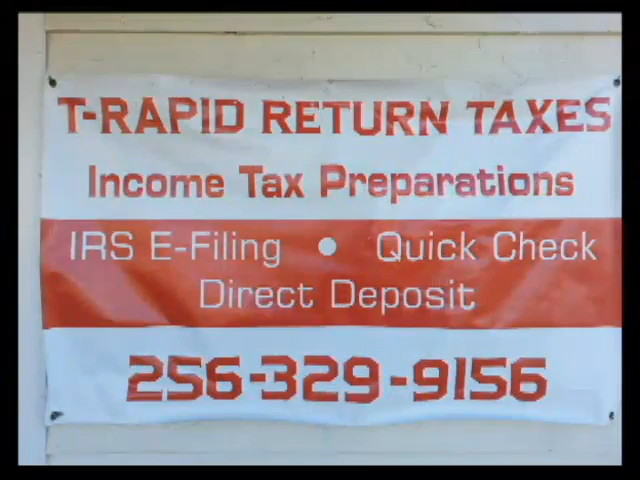 T-RAPID RETURN TAXES
Income Tax Preparations
IRS E-Filing • Quick Check
Direct Deposit
256-329-9156